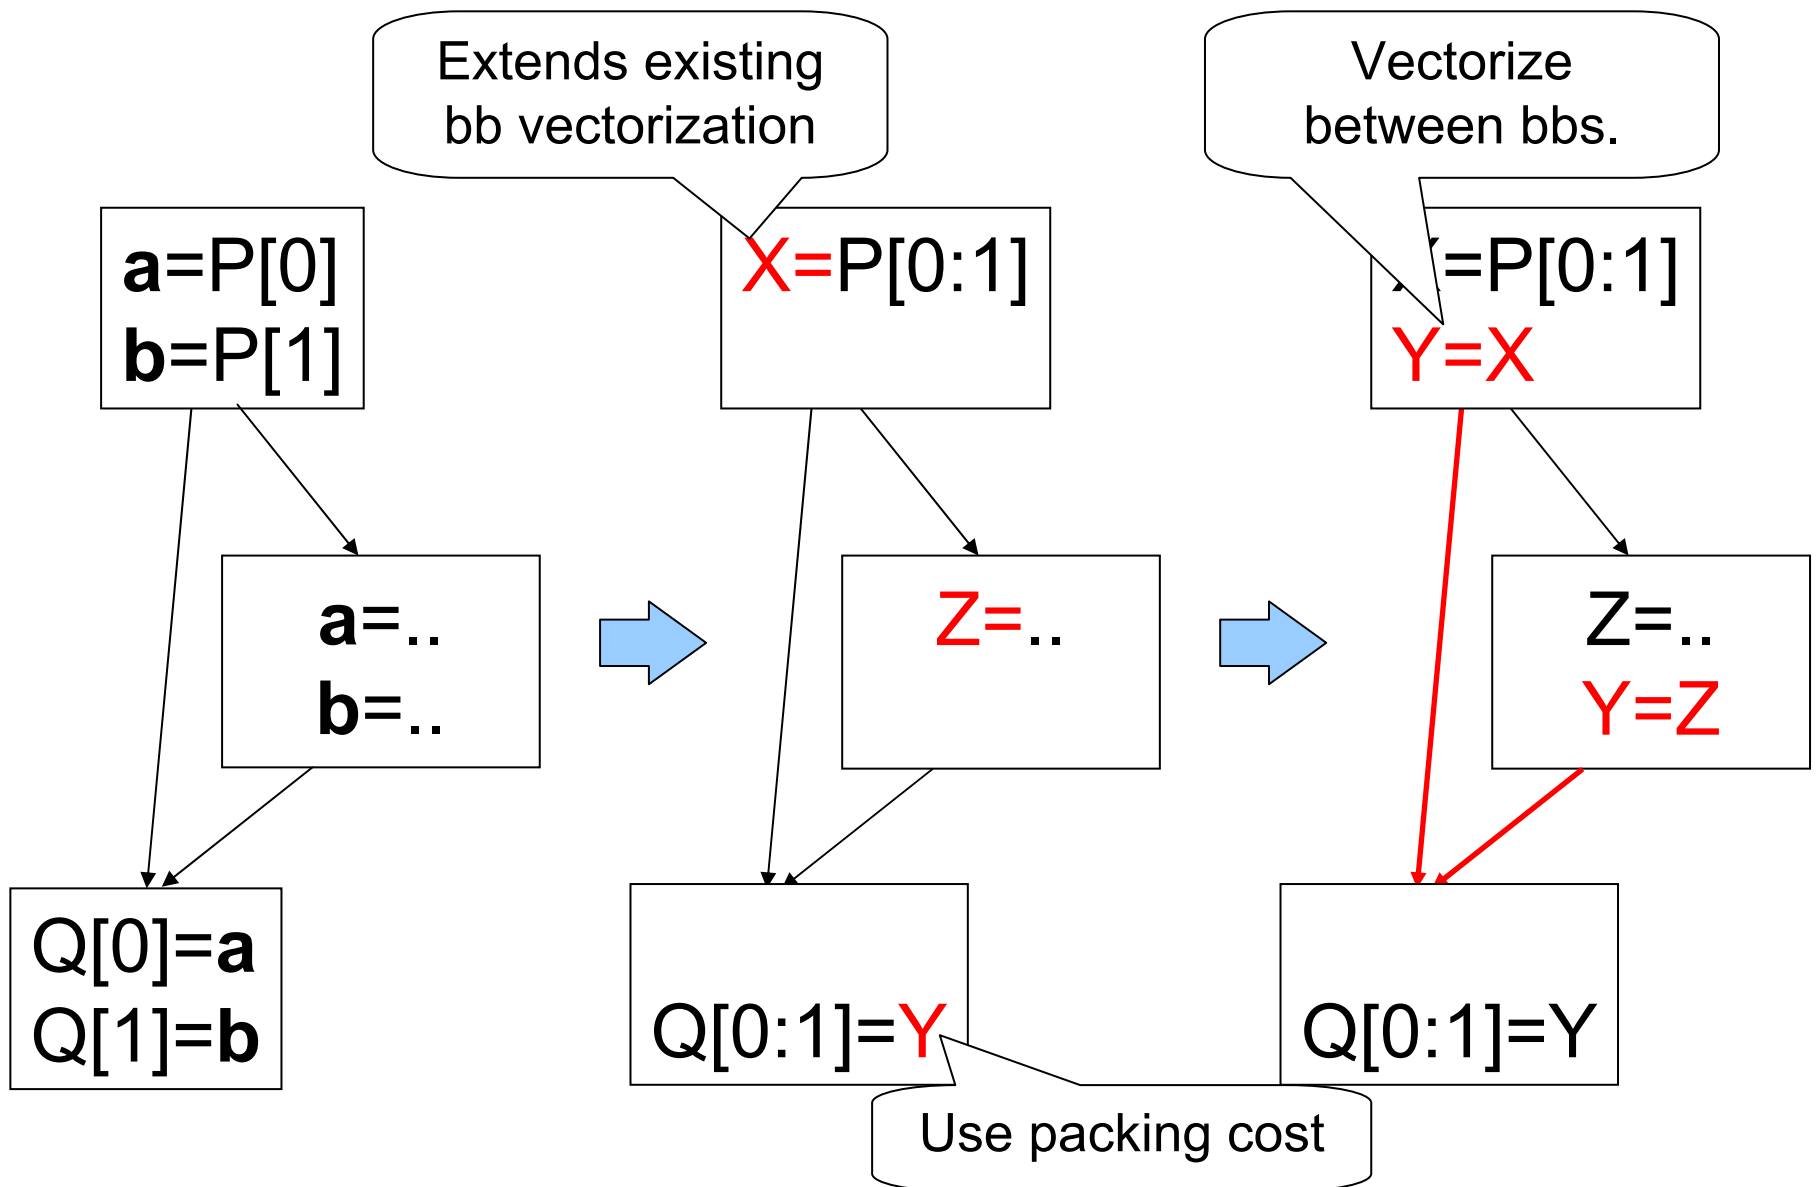 Extends existing
bb vectorization
Vectorize
between bbs.
a=P[0]
b=P[1]
X=P[0:1]
=P[0:1]
Y=X
a=..
b=..
Z=..
Z=..
Y=Z
Q[0]=a
Q[1]=b
Q[0:1]=Y
Q[0:1]=Y
Use packing cost